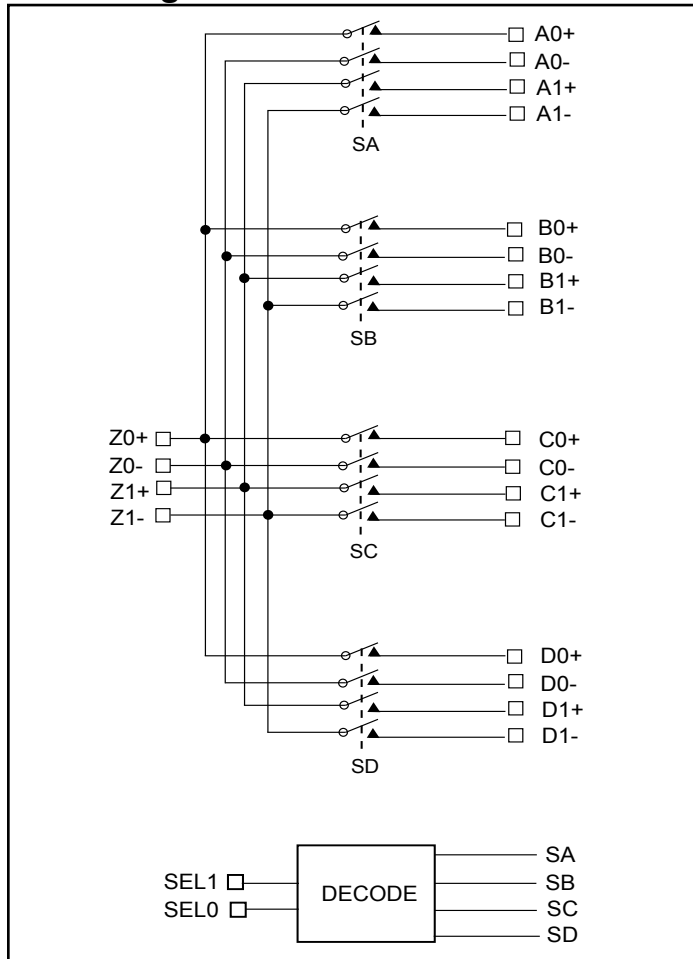 A0+
A0-
A1+
A1-
SA
B0+
B0-
B1+
B1-
SB
Z0+
Z0-
Z1+
Z1-
C0+
C0-
C1+
C1-
SC
D0+
D0-
D1+
D1-
SD
SEL1
SEL0
DECODE
SA
SB
SC
SD